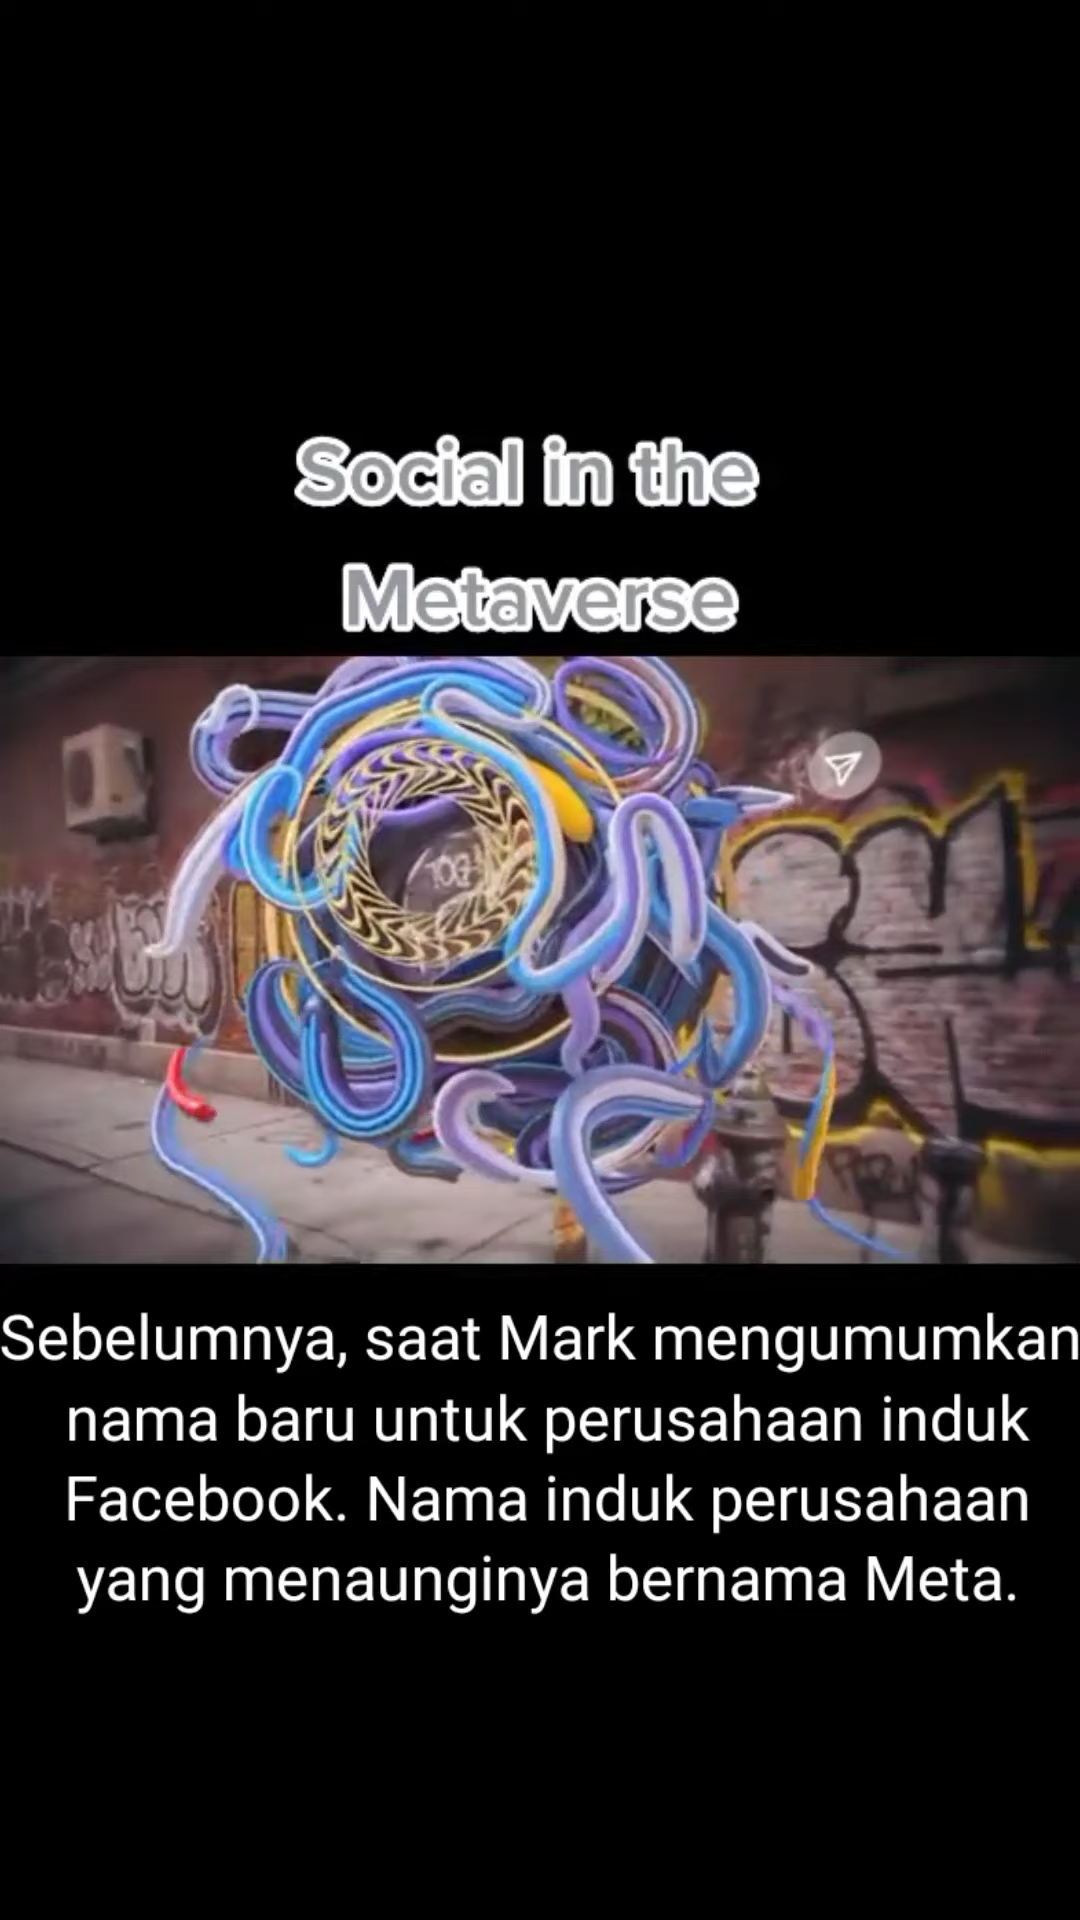 Social in the
Metaverse
Sebelumnya, saat Mark mengumumkan
nama baru untuk perusahaan induk
Facebook. Nama induk perusahaan
yang menaunginya bernama Meta.